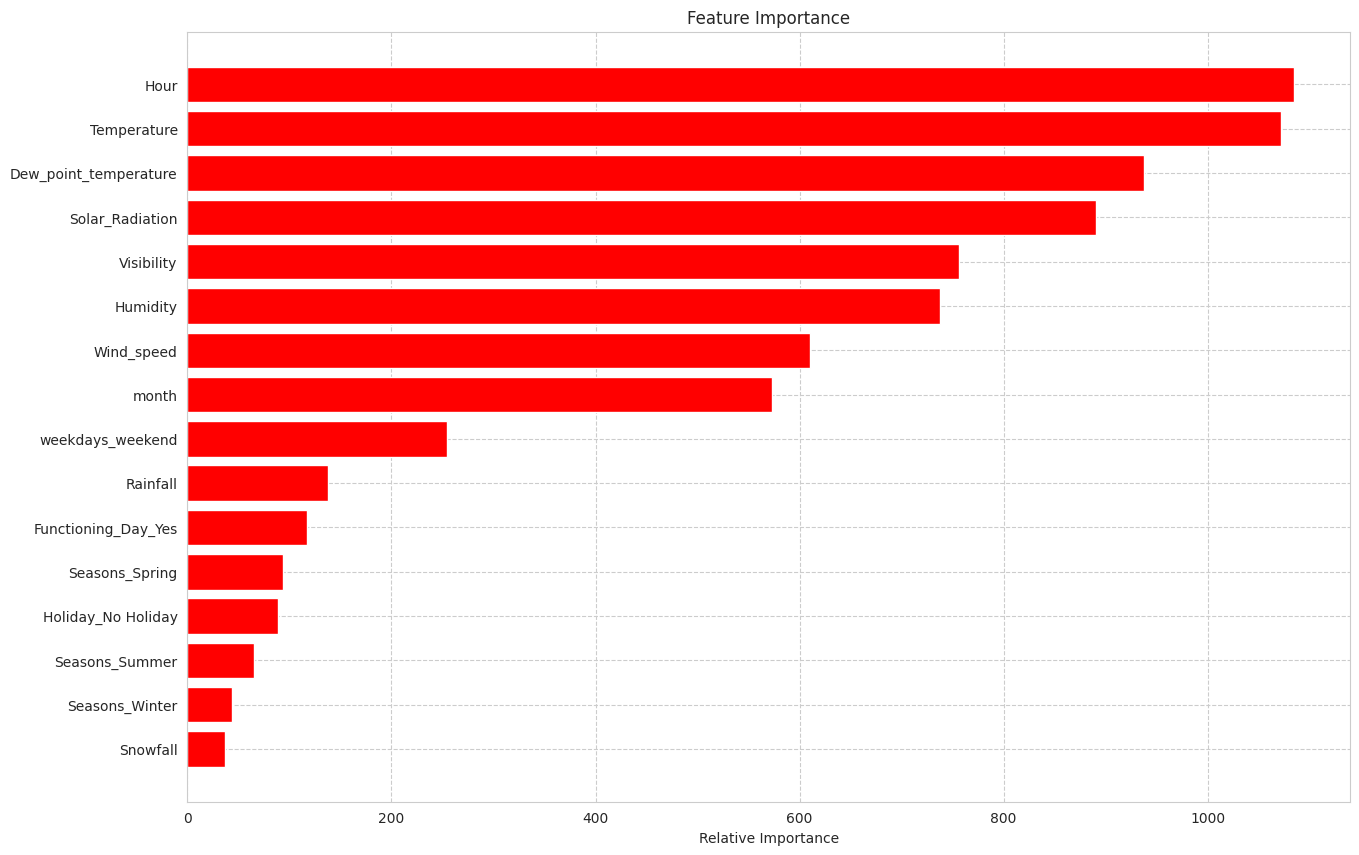 Feature Importance
Hour
Temperature
Dew_point_temperature
Solar_Radiation
Visibility
Humidity
Wind_speed
month
weekdays_weekend
Rainfall
Functioning_Day_Yes
Seasons_Spring
Holiday_No Holiday
Seasons_Summer
Seasons_Winter
Snowfall
0 200 400 600 800 1000
Relative Importance